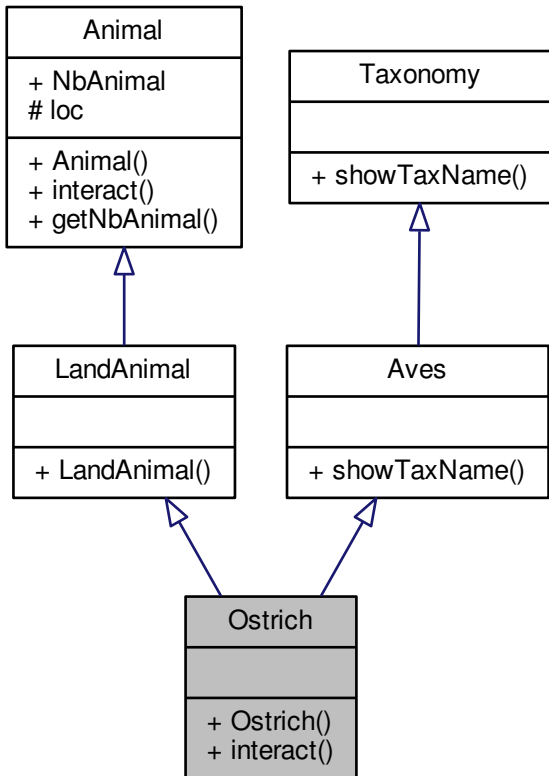 Animal
+ NbAnimal
# loc
+ Animal()
+ interact()
+ getNbAnimal()
Taxonomy
+ showTaxName()
LandAnimal
+ LandAnimal()
Aves
+ showTaxName()
Ostrich
+ Ostrich()
+ interact()